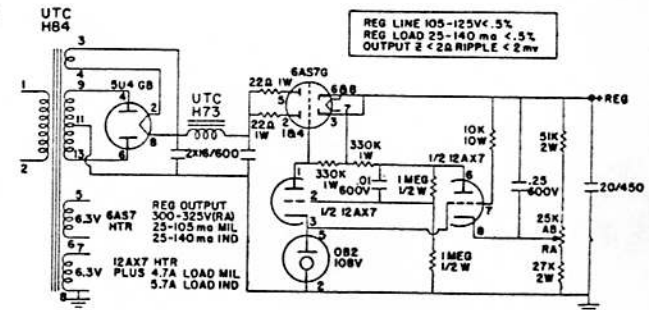 UTC
H84
REG LINE 105-125V<.5%
REG LOAD 25-140 ma <.5%
OUTPUT Z < 2Ω RIPPLE < 2mv
3
4
1
2
9
11
13
5U4 GB
4
2
6
8
UTC
H73
2X16/600
22Ω 1W
22Ω
1W
6AS7G
5
2
1&4
6&8
7
3
+REG
330K
1W
330K
1W
.01
600V
1 MEG
1/2 W
1 MEG
1/2 W
1/2 12AX7
1
2
3
1/2 12AX7
6
7
8
10K
10W
.25
600V
51K
2W
25K
AB
RA
27K
2W
20/450
5
OB2
108V
2
5
6.3V
6
6AS7
HTR
REG OUTPUT
300-325V(RA)
25-105 ma MIL
25-140 ma IND
7
6.3V
8
12AX7 HTR
PLUS 4.7A LOAD MIL
5.7A LOAD IND